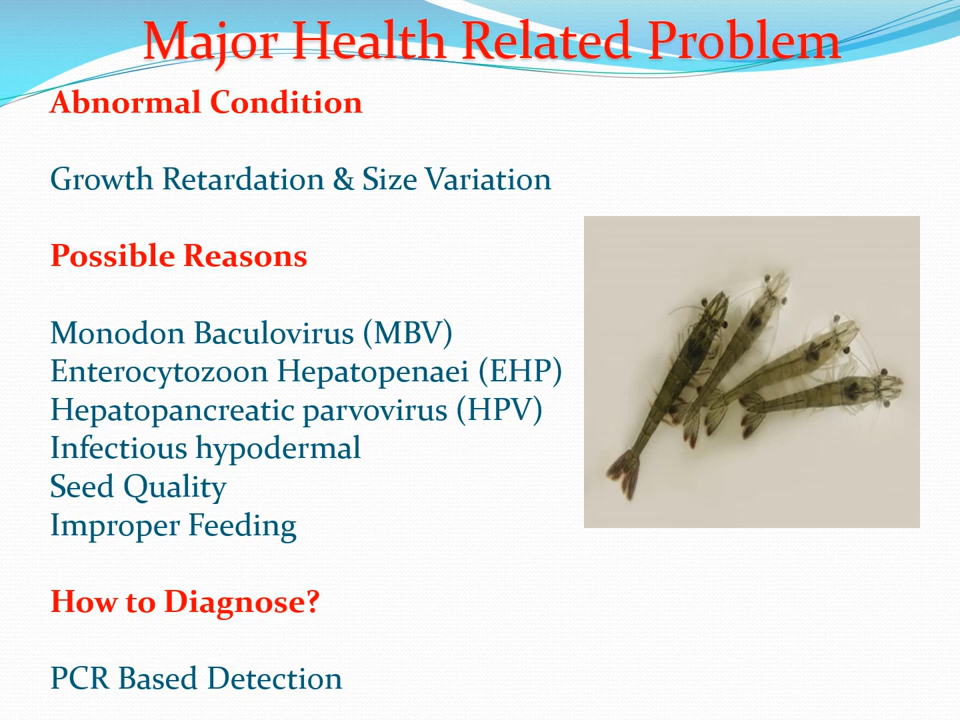 Major Health Related Problem
Abnormal Condition
Growth Retardation & Size Variation
Possible Reasons
Monodon Baculovirus (MBV)
Enterocytozoon Hepatopenaei (EHP)
Hepatopancreatic parvovirus (HPV)
Infectious hypodermal
Seed Quality
Improper Feeding
How to Diagnose?
PCR Based Detection